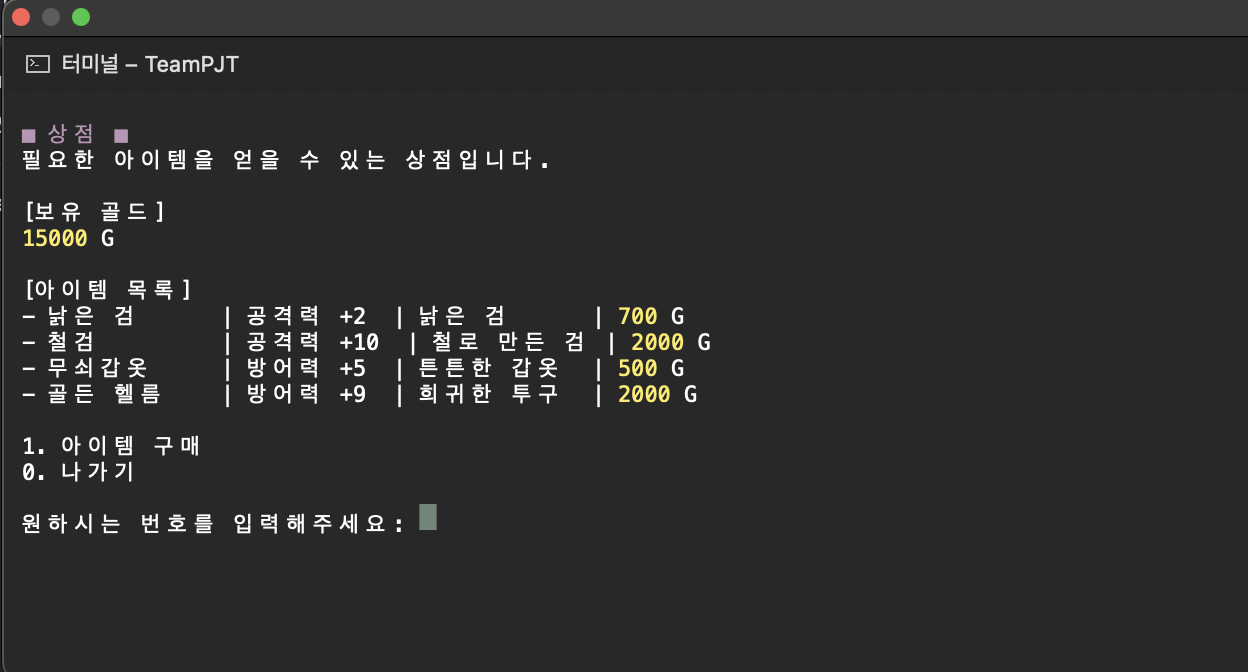 터미널 – TeamPJT
■ 상점 ■
필요한 아이템을 얻을 수 있는 상점입니다.
[보유 골드]
15000 G
[아이템 목록]
- 낡은 검 | 공격력 +2 | 낡은 검 | 700 G
- 철검 | 공격력 +10 | 철로 만든 검 | 2000 G
- 무쇠갑옷 | 방어력 +5 | 튼튼한 갑옷 | 500 G
- 골든 헬름 | 방어력 +9 | 희귀한 투구 | 2000 G
1. 아이템 구매
0. 나가기
원하시는 번호를 입력해주세요: